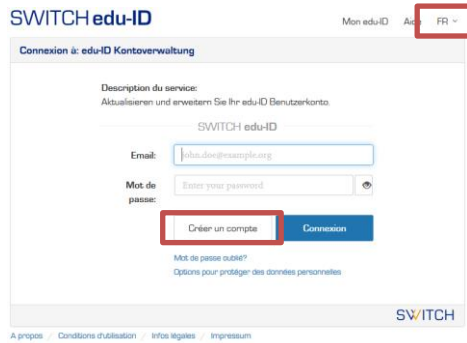 SWITCH edu-ID
Mon edu-ID Aide FR
Connexion à: edu-ID Kontoverwaltung
Description du service:
Aktualisieren und erweitern Sie Ihr edu-ID Benutzerkonto.
SWITCH edu-ID
Email: john.doe@example.org
Mot de passe: Enter your password
Créer un compte Connexion
Mot de passe oublié?
Options pour protéger des données personnelles
SWITCH
A propos / Conditions d'utilisation / Infos légales / Impressum